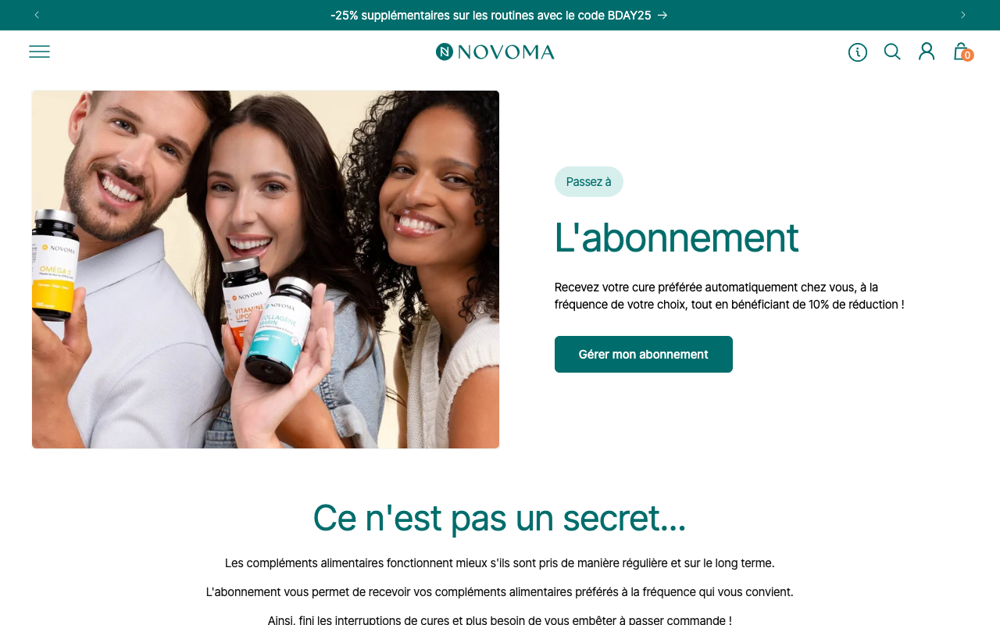 -25% supplémentaires sur les routines avec le code BDAY25
NOVOMA
0
NOVOMA
OMÉGA 3
NOVOMA
VITAMINE
NOVOMA
COLLAGÈNE
MARIN
Passez à
L'abonnement
Recevez votre cure préférée automatiquement chez vous, à la
fréquence de votre choix, tout en bénéficiant de 10% de réduction !
Gérer mon abonnement
Ce n'est pas un secret...
Les compléments alimentaires fonctionnent mieux s'ils sont pris de manière régulière et sur le long terme.
L'abonnement vous permet de recevoir vos compléments alimentaires préférés à la fréquence qui vous convient.
Ainsi, fini les interruptions de cures et plus besoin de vous embêter à passer commande !